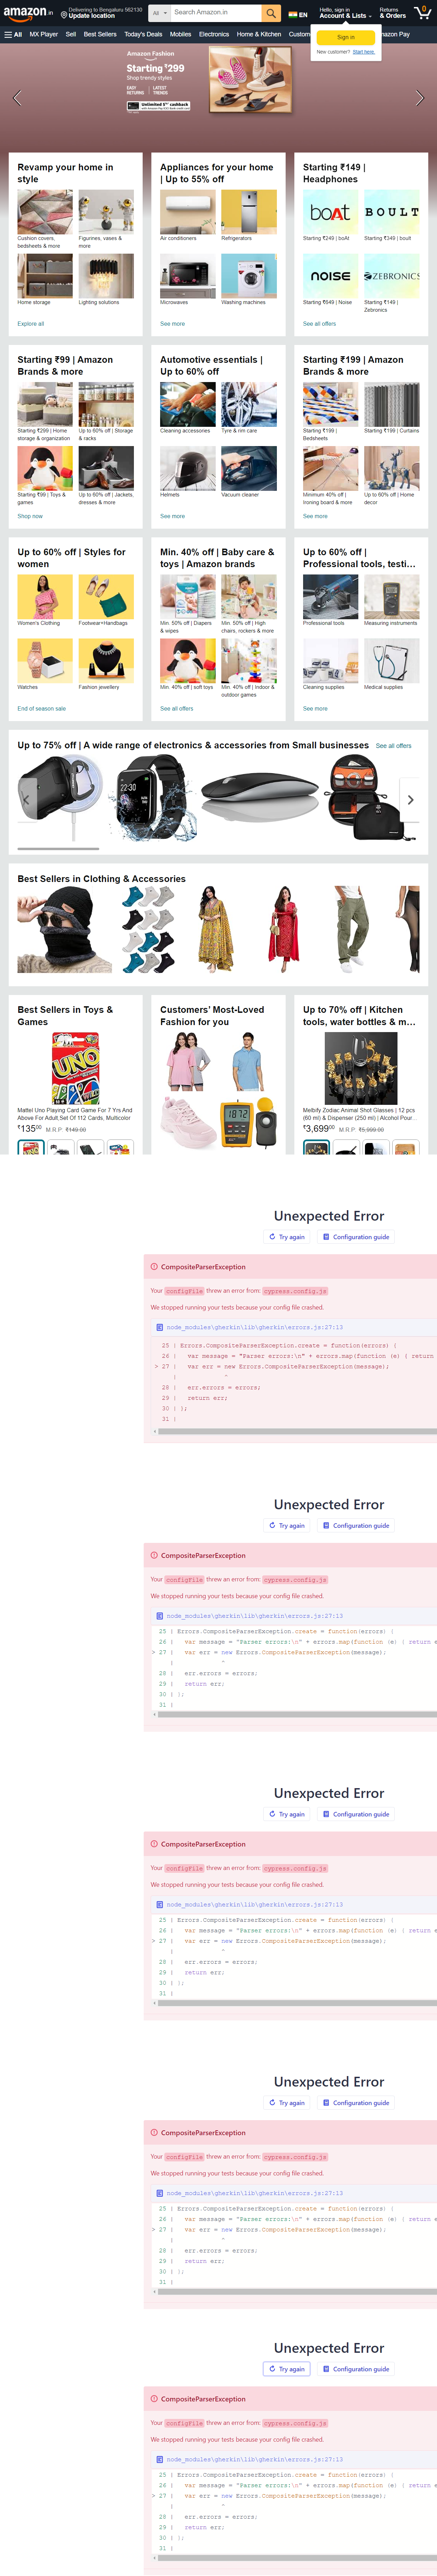 amazon.in
Delivering to Bengaluru 562130
Update location
All
Search Amazon.in
EN
Hello, sign in
Account & Lists
Returns
& Orders
0
All
MX Player
Sell
Best Sellers
Today's Deals
Mobiles
Electronics
Home & Kitchen
Custom
mazon Pay
Sign in
New customer? Start here.
Amazon Fashion
Starting ₹299
Shop trendy styles
EASY RETURNS | LATEST TRENDS
Unlimited 5% cashback
Revamp your home in
style
Cushion covers,
bedsheets & more
Figurines, vases &
more
Home storage
Lighting solutions
Explore all
Appliances for your home
| Up to 55% off
Air conditioners
Refrigerators
Microwaves
Washing machines
See more
Starting ₹149 |
Headphones
boAt
BOULT
Starting ₹249 | boAt
Starting ₹349 | boult
noise
ZEBRONICS
Starting ₹649 | Noise
Starting ₹149 |
Zebronics
See all offers
Starting ₹99 | Amazon
Brands & more
Starting ₹299 | Home
storage & organization
Up to 60% off | Storage
& racks
Starting ₹99 | Toys &
games
Up to 60% off | Jackets,
dresses & more
Shop now
Automotive essentials |
Up to 60% off
Cleaning accessories
Tyre & rim care
Helmets
Vacuum cleaner
See more
Starting ₹199 | Amazon
Brands & more
Starting ₹199 |
Bedsheets
Starting ₹199 | Curtains
Minimum 40% off |
Ironing board & more
Up to 60% off | Home
decor
See more
Up to 60% off | Styles for
women
Women's Clothing
Footwear+Handbags
Watches
Fashion jewellery
End of season sale
Min. 40% off | Baby care &
toys | Amazon brands
Min. 50% off | Diapers
& wipes
Min. 50% off | High
chairs, rockers & more
Min. 40% off | soft toys
Min. 40% off | Indoor &
outdoor games
See all offers
Up to 60% off |
Professional tools, testi...
Professional tools
Measuring instruments
Cleaning supplies
Medical supplies
See more
Up to 75% off | A wide range of electronics & accessories from Small businesses See all offers
22:30
Best Sellers in Clothing & Accessories
Best Sellers in Toys &
Games
UNO
Mattel Uno Playing Card Game For 7 Yrs And
Above For Adult,Set Of 112 Cards, Multicolor
₹135.00 M.R.P: ₹149.00
Customers' Most-Loved
Fashion for you
1872
Up to 70% off | Kitchen
tools, water bottles & m...
Melbify Zodiac Animal Shot Glasses | 12 pcs
(60 ml) & Dispenser (250 ml) | Alcohol Pour...
₹3,699.00 M.R.P: ₹5,999.00
Unexpected Error
Try again
Configuration guide
CompositeParserException
Your configFile threw an error from: cypress.config.js
We stopped running your tests because your config file crashed.
node_modules\gherkin\lib\gherkin\errors.js:27:13
25 | Errors.CompositeParserException.create = function(errors) {
26 |   var message = "Parser errors:\n" + errors.map(function (e) { return
> 27 |   var err = new Errors.CompositeParserException(message);
|             ^
28 |   err.errors = errors;
29 |   return err;
30 | };
31 |
Unexpected Error
Try again
Configuration guide
CompositeParserException
Your configFile threw an error from: cypress.config.js
We stopped running your tests because your config file crashed.
node_modules\gherkin\lib\gherkin\errors.js:27:13
25 | Errors.CompositeParserException.create = function(errors) {
26 |   var message = "Parser errors:\n" + errors.map(function (e) { return e
> 27 |   var err = new Errors.CompositeParserException(message);
|             ^
28 |   err.errors = errors;
29 |   return err;
30 | };
31 |
Unexpected Error
Try again
Configuration guide
CompositeParserException
Your configFile threw an error from: cypress.config.js
We stopped running your tests because your config file crashed.
node_modules\gherkin\lib\gherkin\errors.js:27:13
25 | Errors.CompositeParserException.create = function(errors) {
26 |   var message = "Parser errors:\n" + errors.map(function (e) { return e
> 27 |   var err = new Errors.CompositeParserException(message);
|             ^
28 |   err.errors = errors;
29 |   return err;
30 | };
31 |
Unexpected Error
Try again
Configuration guide
CompositeParserException
Your configFile threw an error from: cypress.config.js
We stopped running your tests because your config file crashed.
node_modules\gherkin\lib\gherkin\errors.js:27:13
25 | Errors.CompositeParserException.create = function(errors) {
26 |   var message = "Parser errors:\n" + errors.map(function (e) { return e
> 27 |   var err = new Errors.CompositeParserException(message);
|             ^
28 |   err.errors = errors;
29 |   return err;
30 | };
31 |
Unexpected Error
Try again
Configuration guide
CompositeParserException
Your configFile threw an error from: cypress.config.js
We stopped running your tests because your config file crashed.
node_modules\gherkin\lib\gherkin\errors.js:27:13
25 | Errors.CompositeParserException.create = function(errors) {
26 |   var message = "Parser errors:\n" + errors.map(function (e) { return e
> 27 |   var err = new Errors.CompositeParserException(message);
|             ^
28 |   err.errors = errors;
29 |   return err;
30 | };
31 |